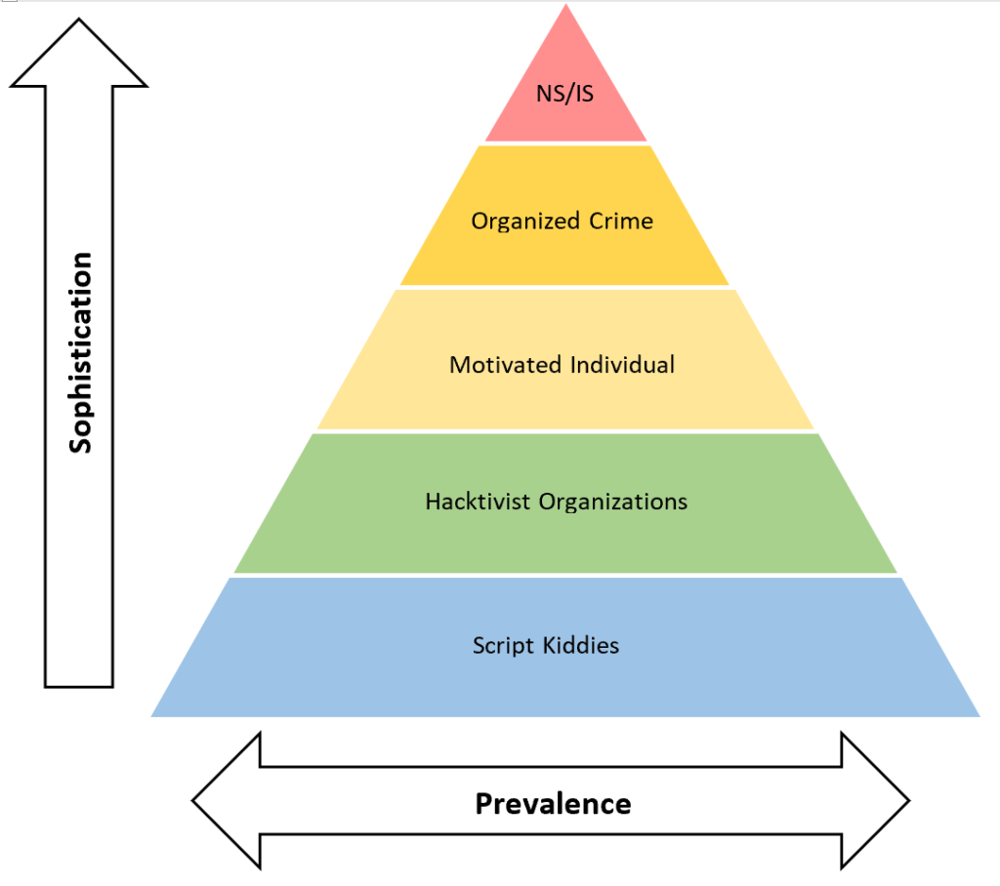 NS/IS
Organized Crime
Motivated Individual
Hacktivist Organizations
Script Kiddies
Sophistication
Prevalence